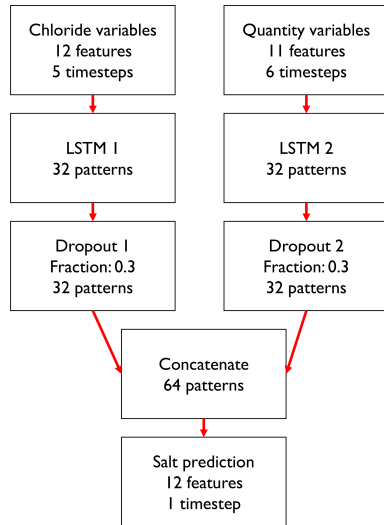 Chloride variables
12 features
5 timesteps
Quantity variables
11 features
6 timesteps
LSTM 1
32 patterns
LSTM 2
32 patterns
Dropout 1
Fraction: 0.3
32 patterns
Dropout 2
Fraction: 0.3
32 patterns
Concatenate
64 patterns
Salt prediction
12 features
1 timestep